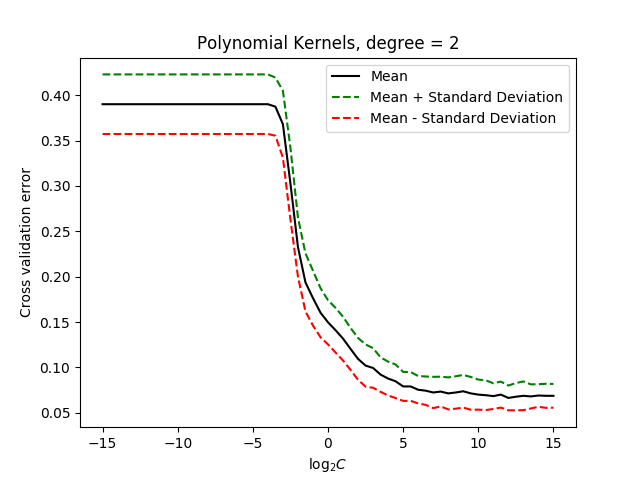 Polynomial Kernels, degree = 2
Mean
Mean + Standard Deviation
Mean - Standard Deviation
Cross validation error
0.40
0.35
0.30
0.25
0.20
0.15
0.10
0.05
−15
−10
−5
0
5
10
15
log₂C